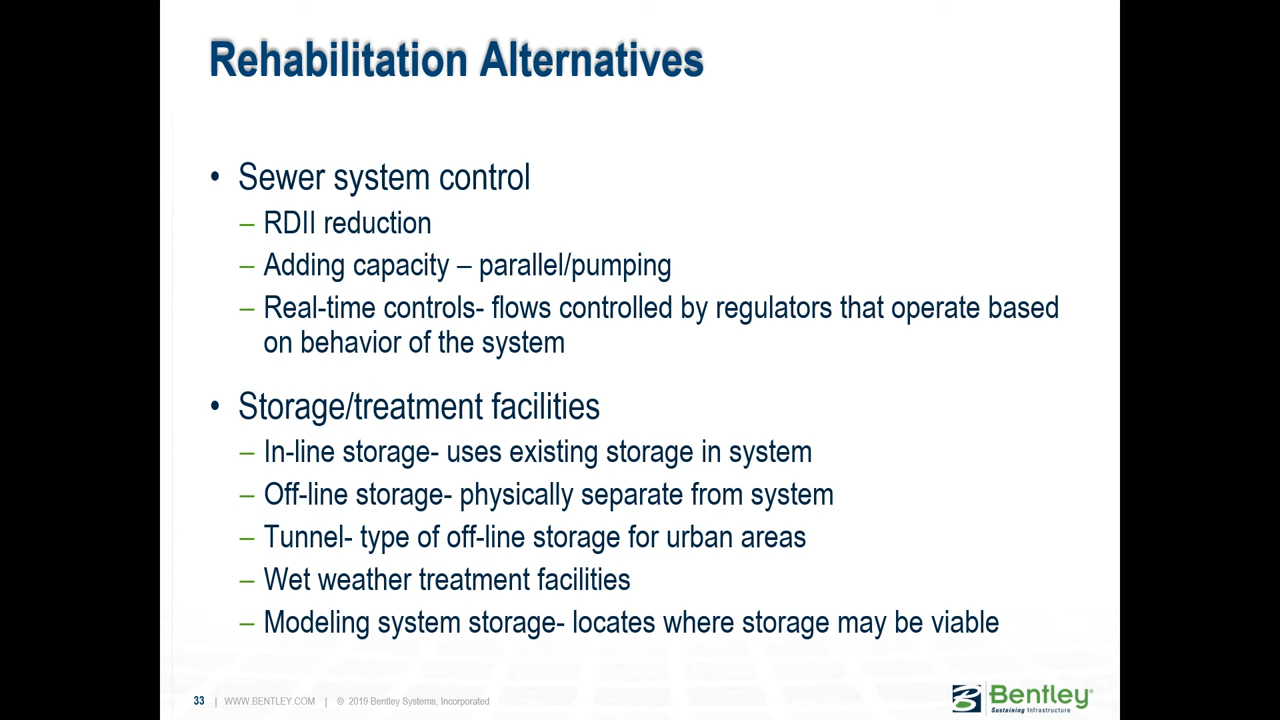 Rehabilitation Alternatives
• Sewer system control
– RDII reduction
– Adding capacity – parallel/pumping
– Real-time controls- flows controlled by regulators that operate based
on behavior of the system
• Storage/treatment facilities
– In-line storage- uses existing storage in system
– Off-line storage- physically separate from system
– Tunnel- type of off-line storage for urban areas
– Wet weather treatment facilities
– Modeling system storage- locates where storage may be viable
33 | WWW.BENTLEY.COM | © 2019 Bentley Systems, Incorporated
Bentley®
Sustaining Infrastructure